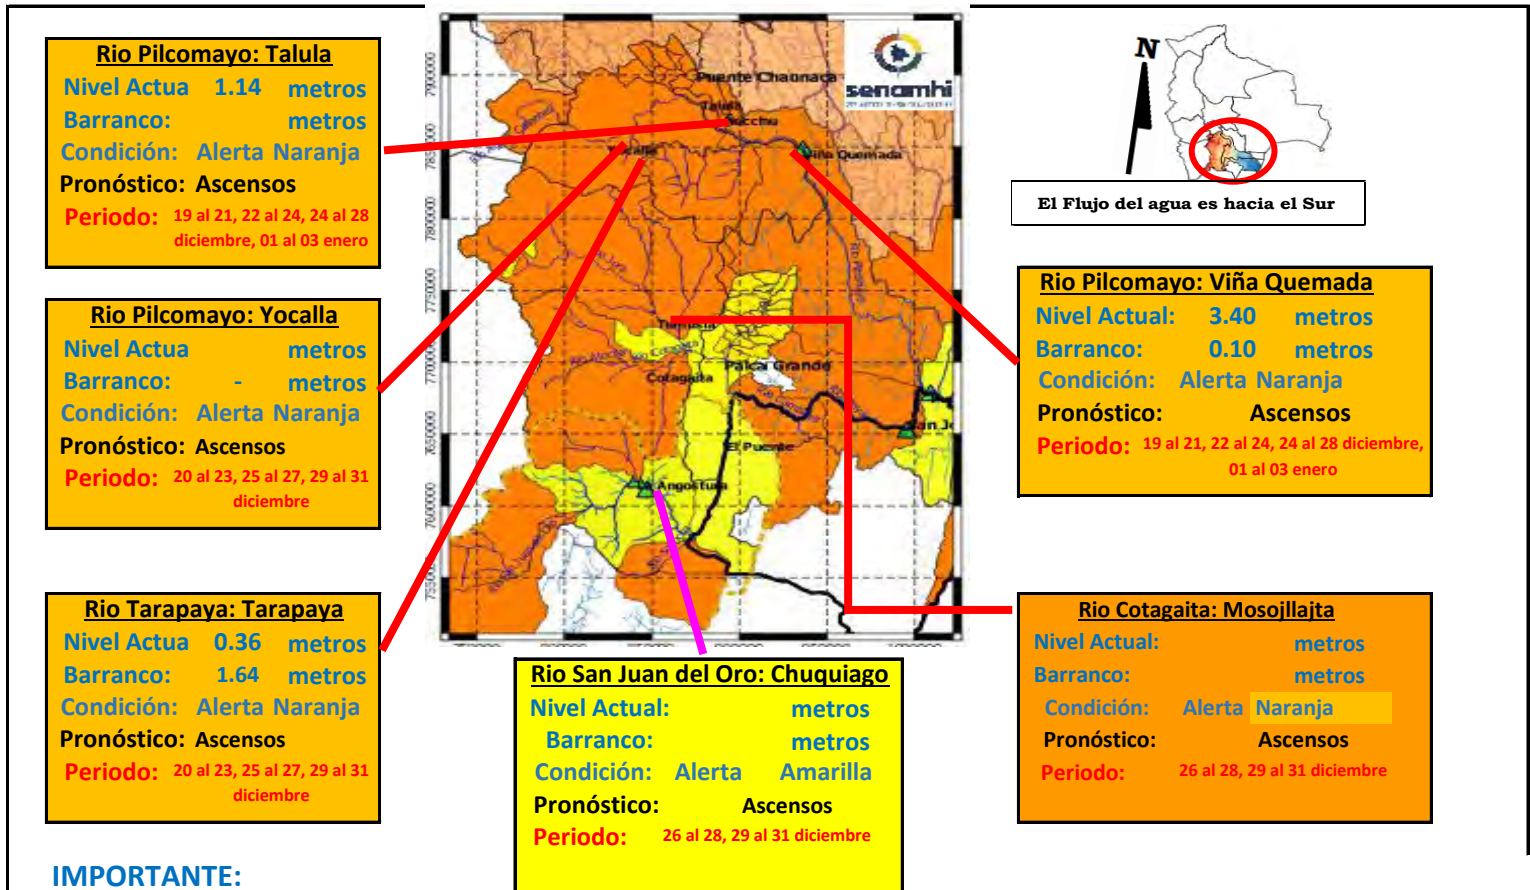 Rio Pilcomayo: Talula
Nivel Actua 1.14 metros
Barranco: metros
Condición: Alerta Naranja
Pronóstico: Ascensos
Periodo: 19 al 21, 22 al 24, 24 al 28
diciembre, 01 al 03 enero
Rio Pilcomayo: Yocalla
Nivel Actua metros
Barranco: - metros
Condición: Alerta Naranja
Pronóstico: Ascensos
Periodo: 20 al 23, 25 al 27, 29 al 31
diciembre
Rio Tarapaya: Tarapaya
Nivel Actua 0.36 metros
Barranco: 1.64 metros
Condición: Alerta Naranja
Pronóstico: Ascensos
Periodo: 20 al 23, 25 al 27, 29 al 31
diciembre
IMPORTANTE:
senamhi
Puente Chaunaca
Talula
Viña Quemada
Yocalla
Tumusla
Cotagaita
Palca Grande
El Puente
Angostura
7900000
7850000
7800000
7750000
7700000
7650000
7600000
Rio San Juan del Oro: Chuquiago
Nivel Actual: metros
Barranco: metros
Condición: Alerta Amarilla
Pronóstico: Ascensos
Periodo: 26 al 28, 29 al 31 diciembre
N
El Flujo del agua es hacia el Sur
Rio Pilcomayo: Viña Quemada
Nivel Actual: 3.40 metros
Barranco: 0.10 metros
Condición: Alerta Naranja
Pronóstico: Ascensos
Periodo: 19 al 21, 22 al 24, 24 al 28 diciembre,
01 al 03 enero
Rio Cotagaita: Mosojllajta
Nivel Actual: metros
Barranco: metros
Condición: Alerta Naranja
Pronóstico: Ascensos
Periodo: 26 al 28, 29 al 31 diciembre